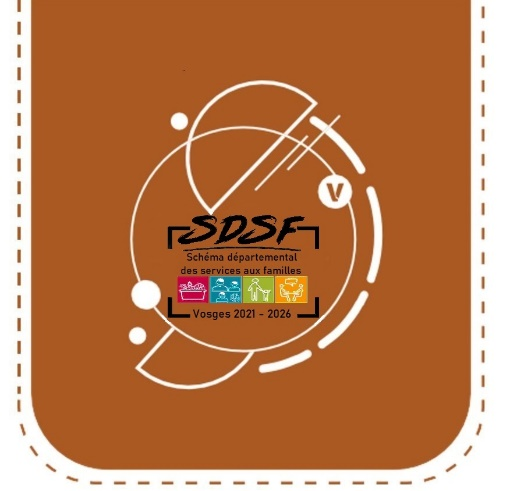 V
SDSF
Schéma départemental
des services aux familles
Vosges 2021 - 2026